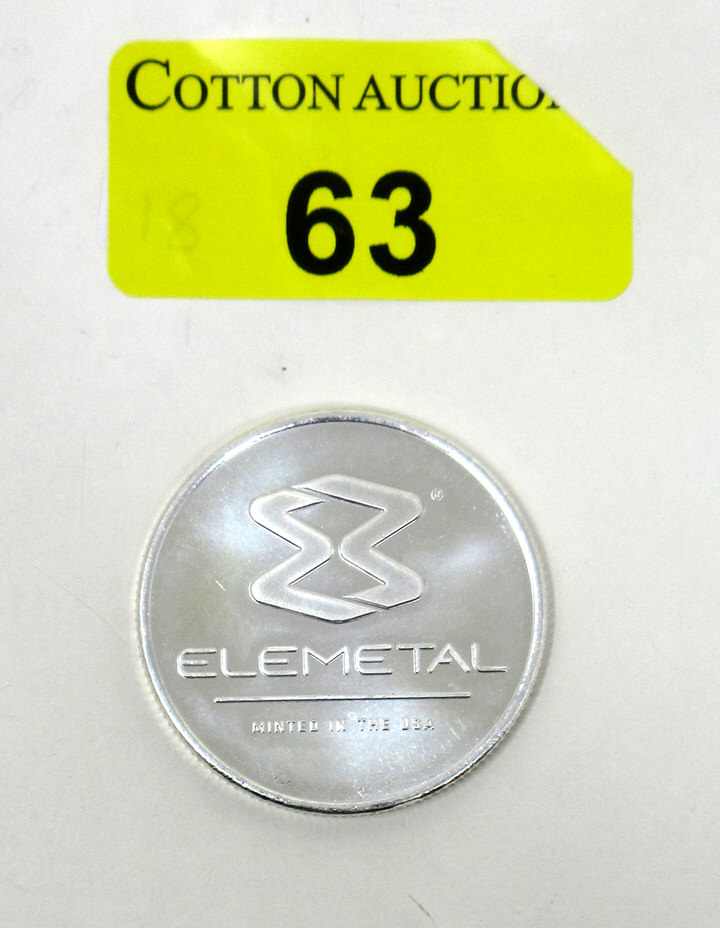 COTTON AUCTIO
63
18
®
ELEMETAL
MINTED IN THE USA